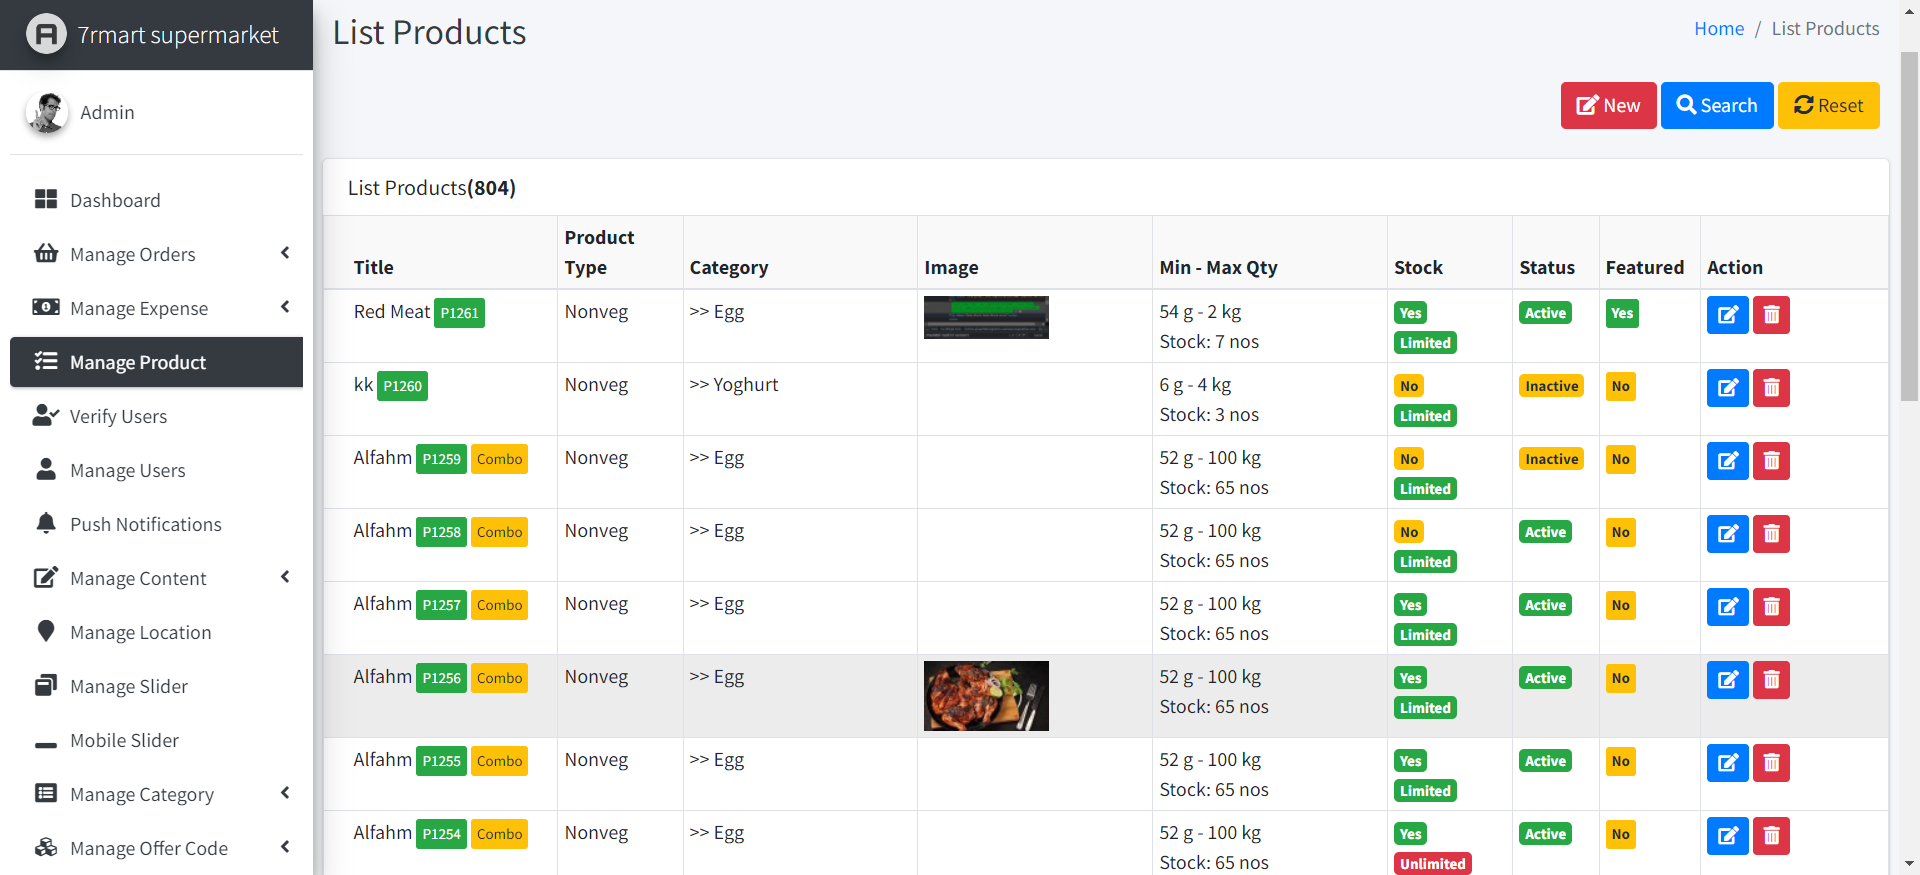 7rmart supermarket
Admin
Dashboard
Manage Orders
Manage Expense
Manage Product
Verify Users
Manage Users
Push Notifications
Manage Content
Manage Location
Manage Slider
Mobile Slider
Manage Category
Manage Offer Code
List Products
Home / List Products
New Search Reset
List Products(804)
Title Product Type Category Image Min - Max Qty Stock Status Featured Action
Red Meat P1261 Nonveg >> Egg 54 g - 2 kg Yes Active Yes
Stock: 7 nos Limited
kk P1260 Nonveg >> Yoghurt 6 g - 4 kg No Inactive No
Stock: 3 nos Limited
Alfahm P1259 Combo Nonveg >> Egg 52 g - 100 kg No Inactive No
Stock: 65 nos Limited
Alfahm P1258 Combo Nonveg >> Egg 52 g - 100 kg No Active No
Stock: 65 nos Limited
Alfahm P1257 Combo Nonveg >> Egg 52 g - 100 kg Yes Active No
Stock: 65 nos Limited
Alfahm P1256 Combo Nonveg >> Egg 52 g - 100 kg Yes Active No
Stock: 65 nos Limited
Alfahm P1255 Combo Nonveg >> Egg 52 g - 100 kg Yes Active No
Stock: 65 nos Limited
Alfahm P1254 Combo Nonveg >> Egg 52 g - 100 kg Yes Active No
Stock: 65 nos Unlimited